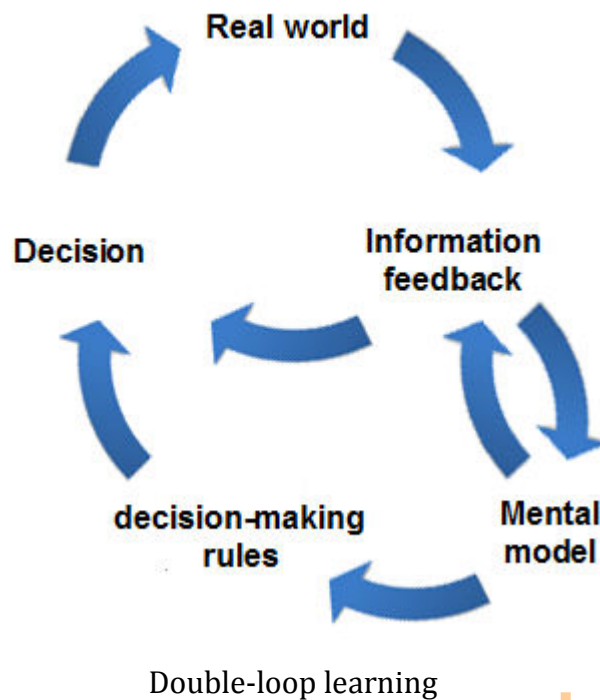 Real world
Decision
Information
feedback
decision-making
rules
Mental
model
Double-loop learning